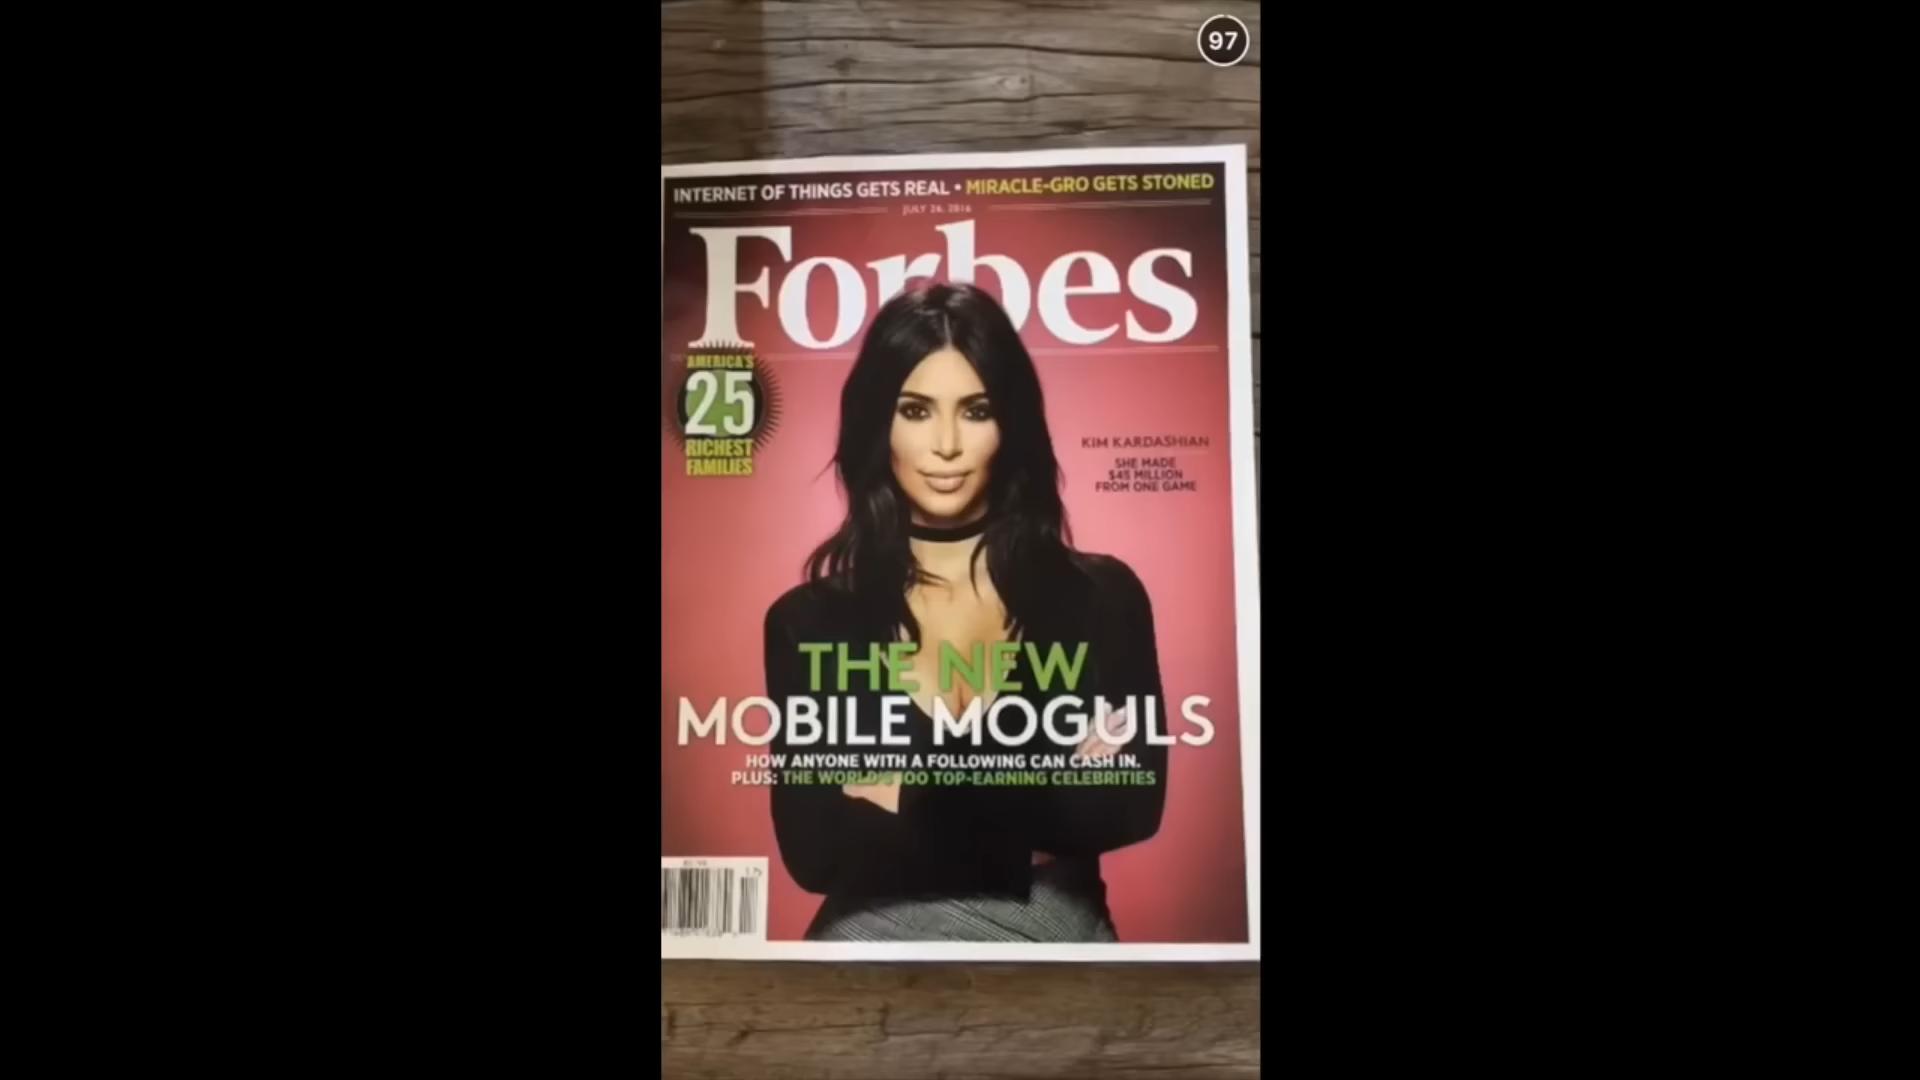 97
INTERNET OF THINGS GETS REAL • MIRACLE-GRO GETS STONED
JULY 26, 2016
Forbes
AMERICA'S
25
RICHEST
FAMILIES
KIM KARDASHIAN
SHE MADE
$45 MILLION
FROM ONE GAME
THE NEW
MOBILE MOGULS
HOW ANYONE WITH A FOLLOWING CAN CASH IN.
PLUS: THE WORLD'S 100 TOP-EARNING CELEBRITIES